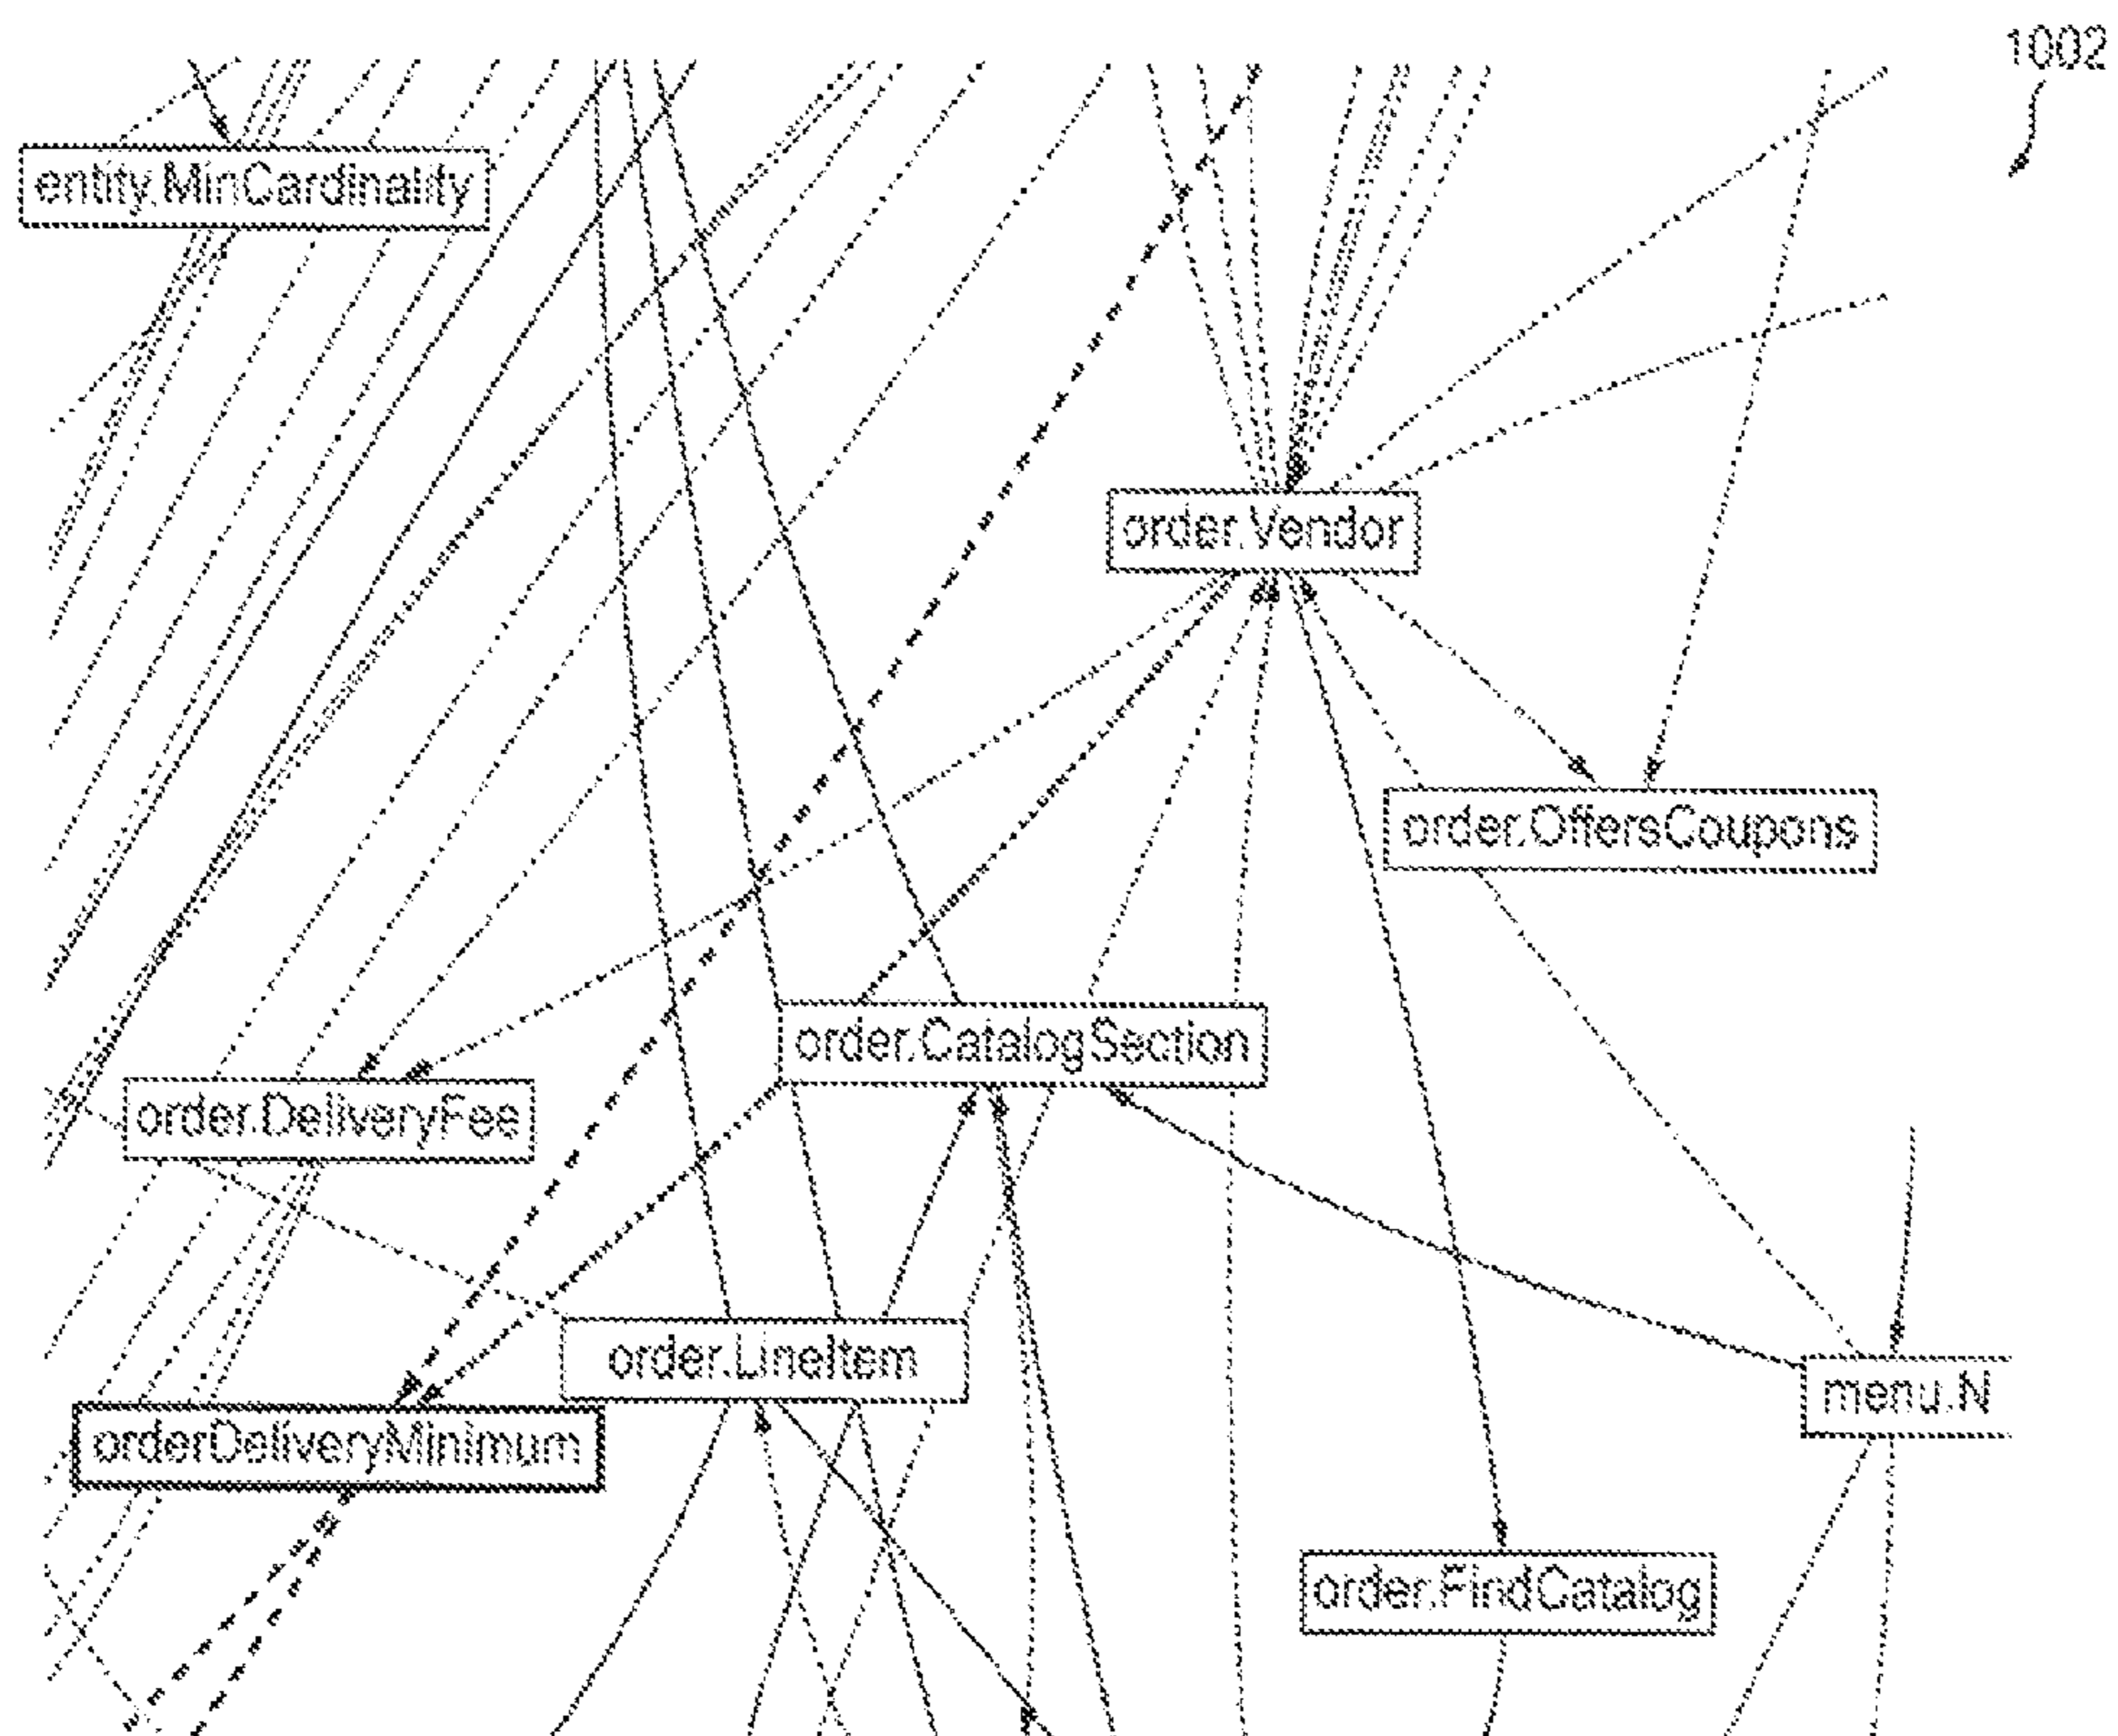 1002
entity.MinCardinality
order.Vendor
order.OffersCoupons
order.CatalogSection
order.DeliveryFee
order.LineItem
menu.N
orderDeliveryMinimum
order.FindCatalog